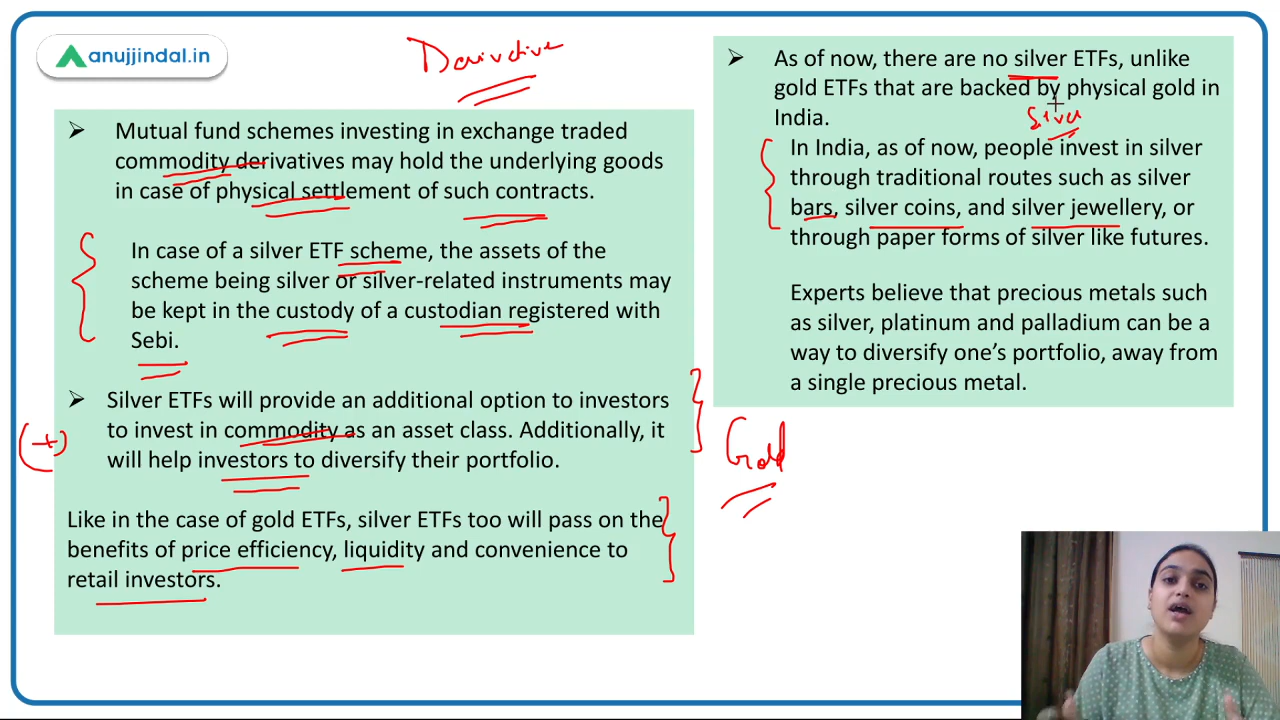 anujjindal.in
Derivative
Mutual fund schemes investing in exchange traded
commodity derivatives may hold the underlying goods
in case of physical settlement of such contracts.
In case of a silver ETF scheme, the assets of the
scheme being silver or silver-related instruments may
be kept in the custody of a custodian registered with
Sebi.
Silver ETFs will provide an additional option to investors
to invest in commodity as an asset class. Additionally, it
will help investors to diversify their portfolio.
(+)
Like in the case of gold ETFs, silver ETFs too will pass on the
benefits of price efficiency, liquidity and convenience to
retail investors.
Gold
As of now, there are no silver ETFs, unlike
gold ETFs that are backed by physical gold in
India.
Silver
In India, as of now, people invest in silver
through traditional routes such as silver
bars, silver coins, and silver jewellery, or
through paper forms of silver like futures.
Experts believe that precious metals such
as silver, platinum and palladium can be a
way to diversify one's portfolio, away from
a single precious metal.